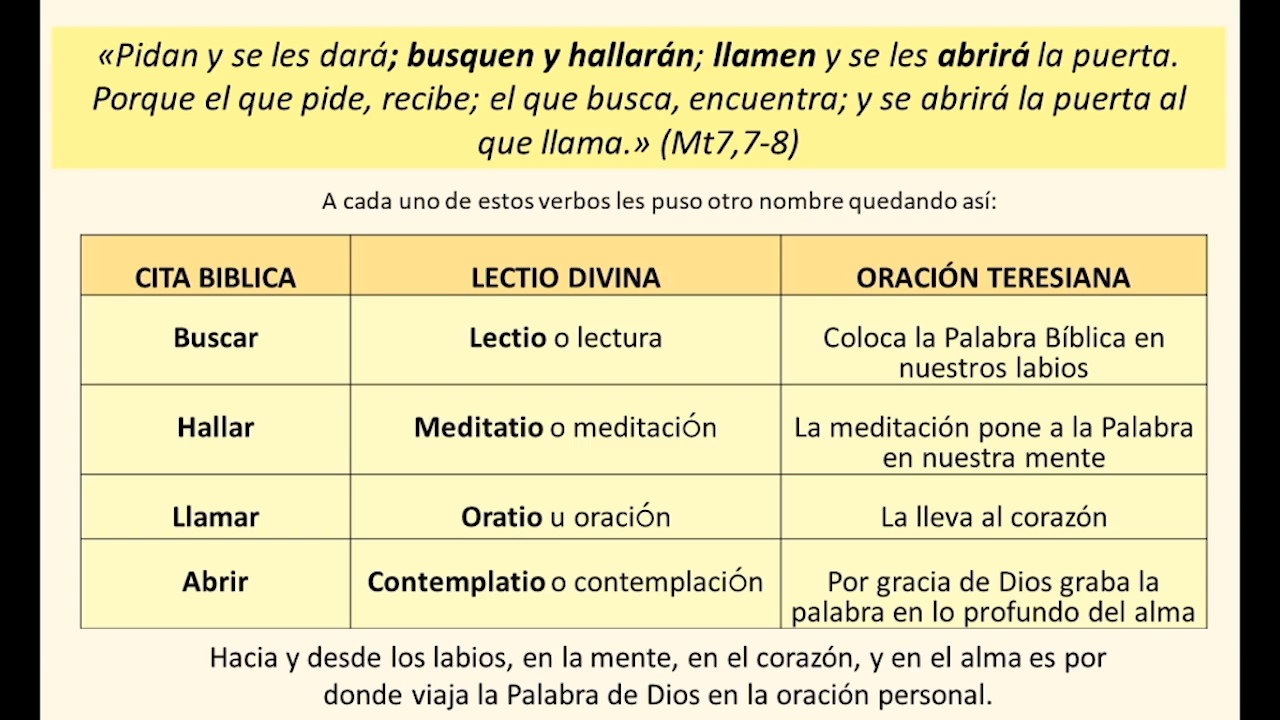 «Pidan y se les dará; busquen y hallarán; llamen y se les abrirá la puerta.
Porque el que pide, recibe; el que busca, encuentra; y se abrirá la puerta al
que llama.» (Mt7,7-8)
A cada uno de estos verbos les puso otro nombre quedando así:
CITA BIBLICA LECTIO DIVINA ORACIÓN TERESIANA
Buscar Lectio o lectura Coloca la Palabra Bíblica en
nuestros labios
Hallar Meditatio o meditaciÓn La meditación pone a la Palabra
en nuestra mente
Llamar Oratio u oraciÓn La lleva al corazón
Abrir Contemplatio o contemplaciÓn Por gracia de Dios graba la
palabra en lo profundo del alma
Hacia y desde los labios, en la mente, en el corazón, y en el alma es por
donde viaja la Palabra de Dios en la oración personal.